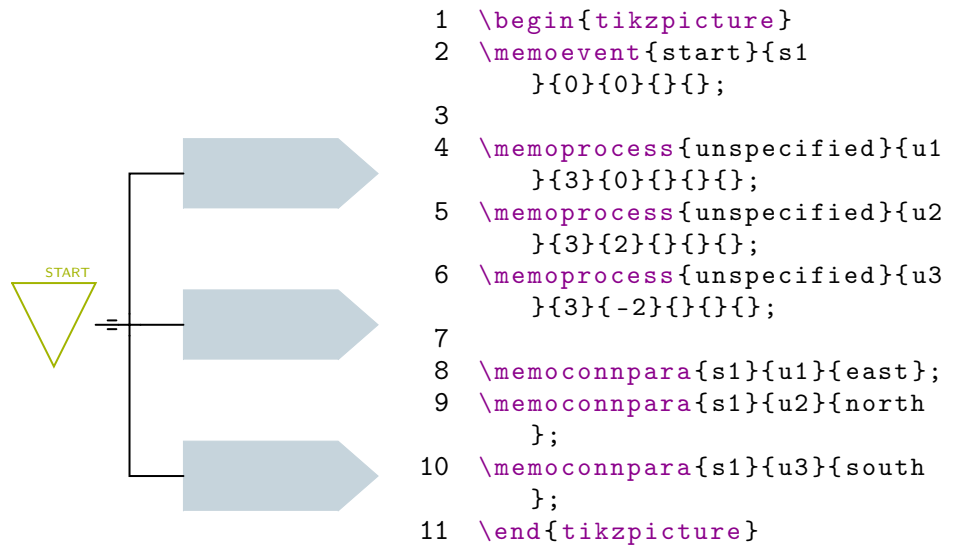 START
1 \begin{tikzpicture}
2 \memoevent{start}{s1
}{0}{0}{}{};
3
4 \memoprocess{unspecified}{u1
}{3}{0}{}{}{};
5 \memoprocess{unspecified}{u2
}{3}{2}{}{}{};
6 \memoprocess{unspecified}{u3
}{3}{-2}{}{}{};
7
8 \memoconnpara{s1}{u1}{east};
9 \memoconnpara{s1}{u2}{north
};
10 \memoconnpara{s1}{u3}{south
};
11 \end{tikzpicture}